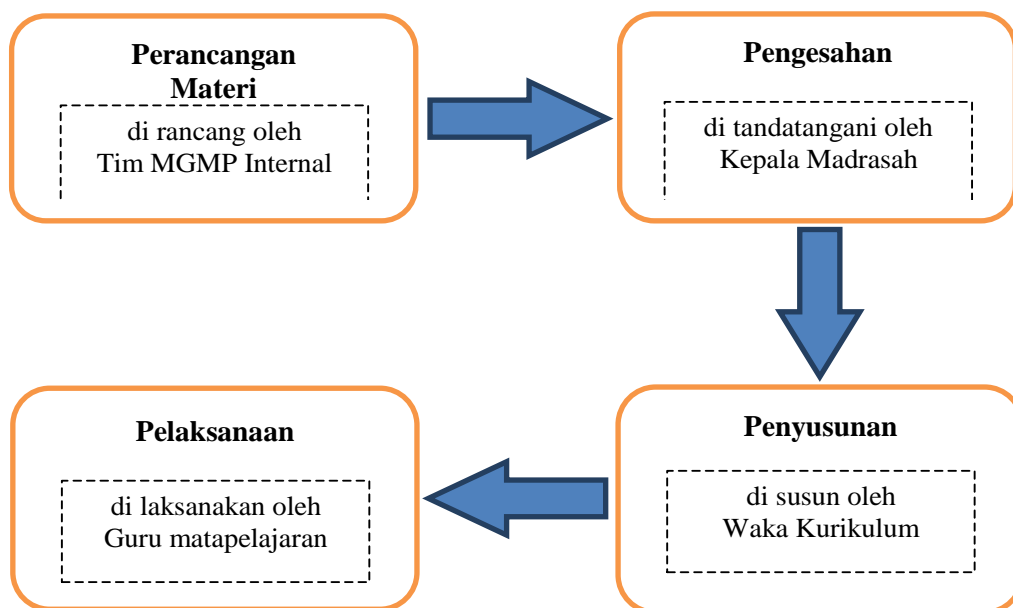 Perancangan
Materi
di rancang oleh
Tim MGMP Internal
Pengesahan
di tandatangani oleh
Kepala Madrasah
Penyusunan
di susun oleh
Waka Kurikulum
Pelaksanaan
di laksanakan oleh
Guru matapelajaran